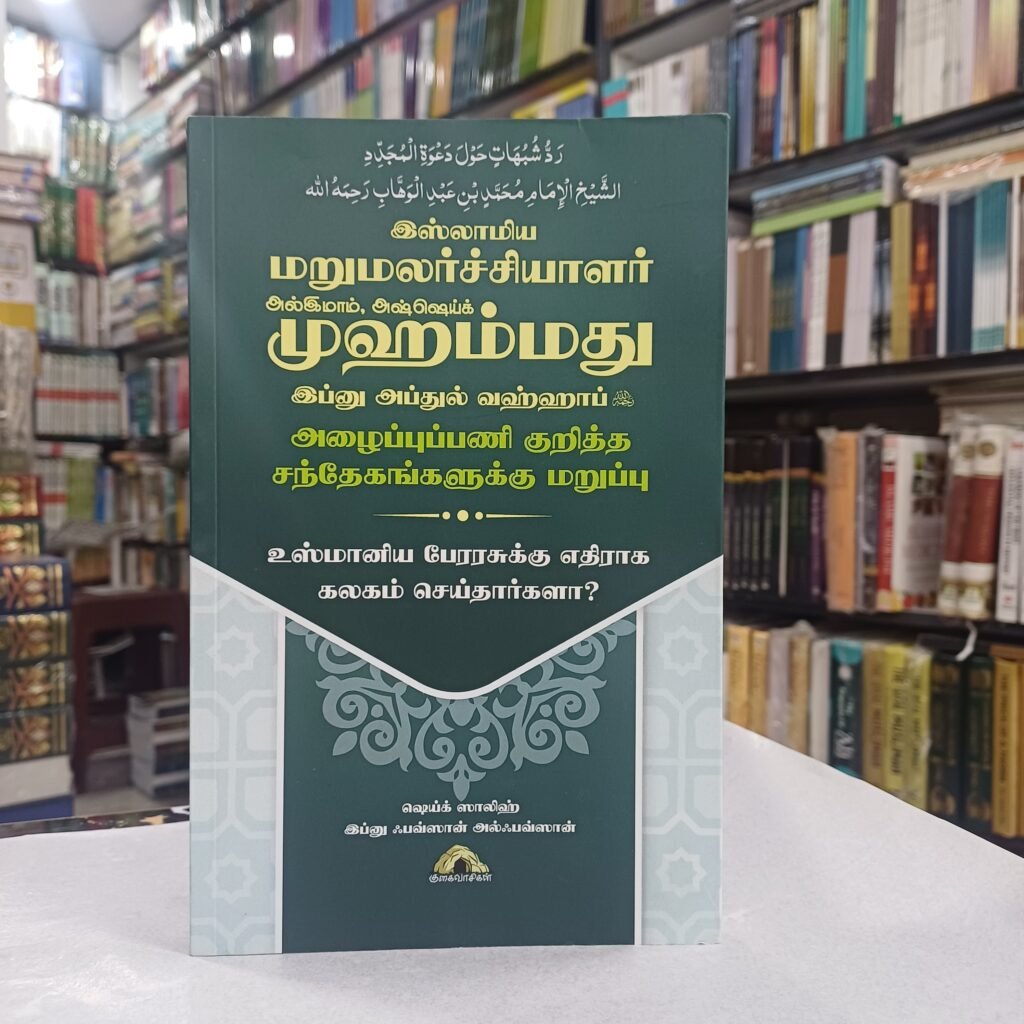 رَدُّ شُبُهَاتٍ حَوْلَ دَعْوَةِ الْمُجَدِّدِ
الشَّيْخِ الْإِمَامِ مُحَمَّدِ بْنِ عَبْدِ الْوَهَّابِ رَحِمَهُ الله
இஸ்லாமிய
மறுமலர்ச்சியாளர்
அல்இமாம், அஷ்ஷெய்க்
முஹம்மது
இப்னு அப்துல் வஹ்ஹாப்
அழைப்புப்பணி குறித்த
சந்தேகங்களுக்கு மறுப்பு
உஸ்மானிய பேரரசுக்கு எதிராக
கலகம் செய்தார்களா?
ஷெய்க் ஸாலிஹ்
இப்னு ஃபவ்ஸான் அல்ஃபவ்ஸான்
குகைவாசிகள்